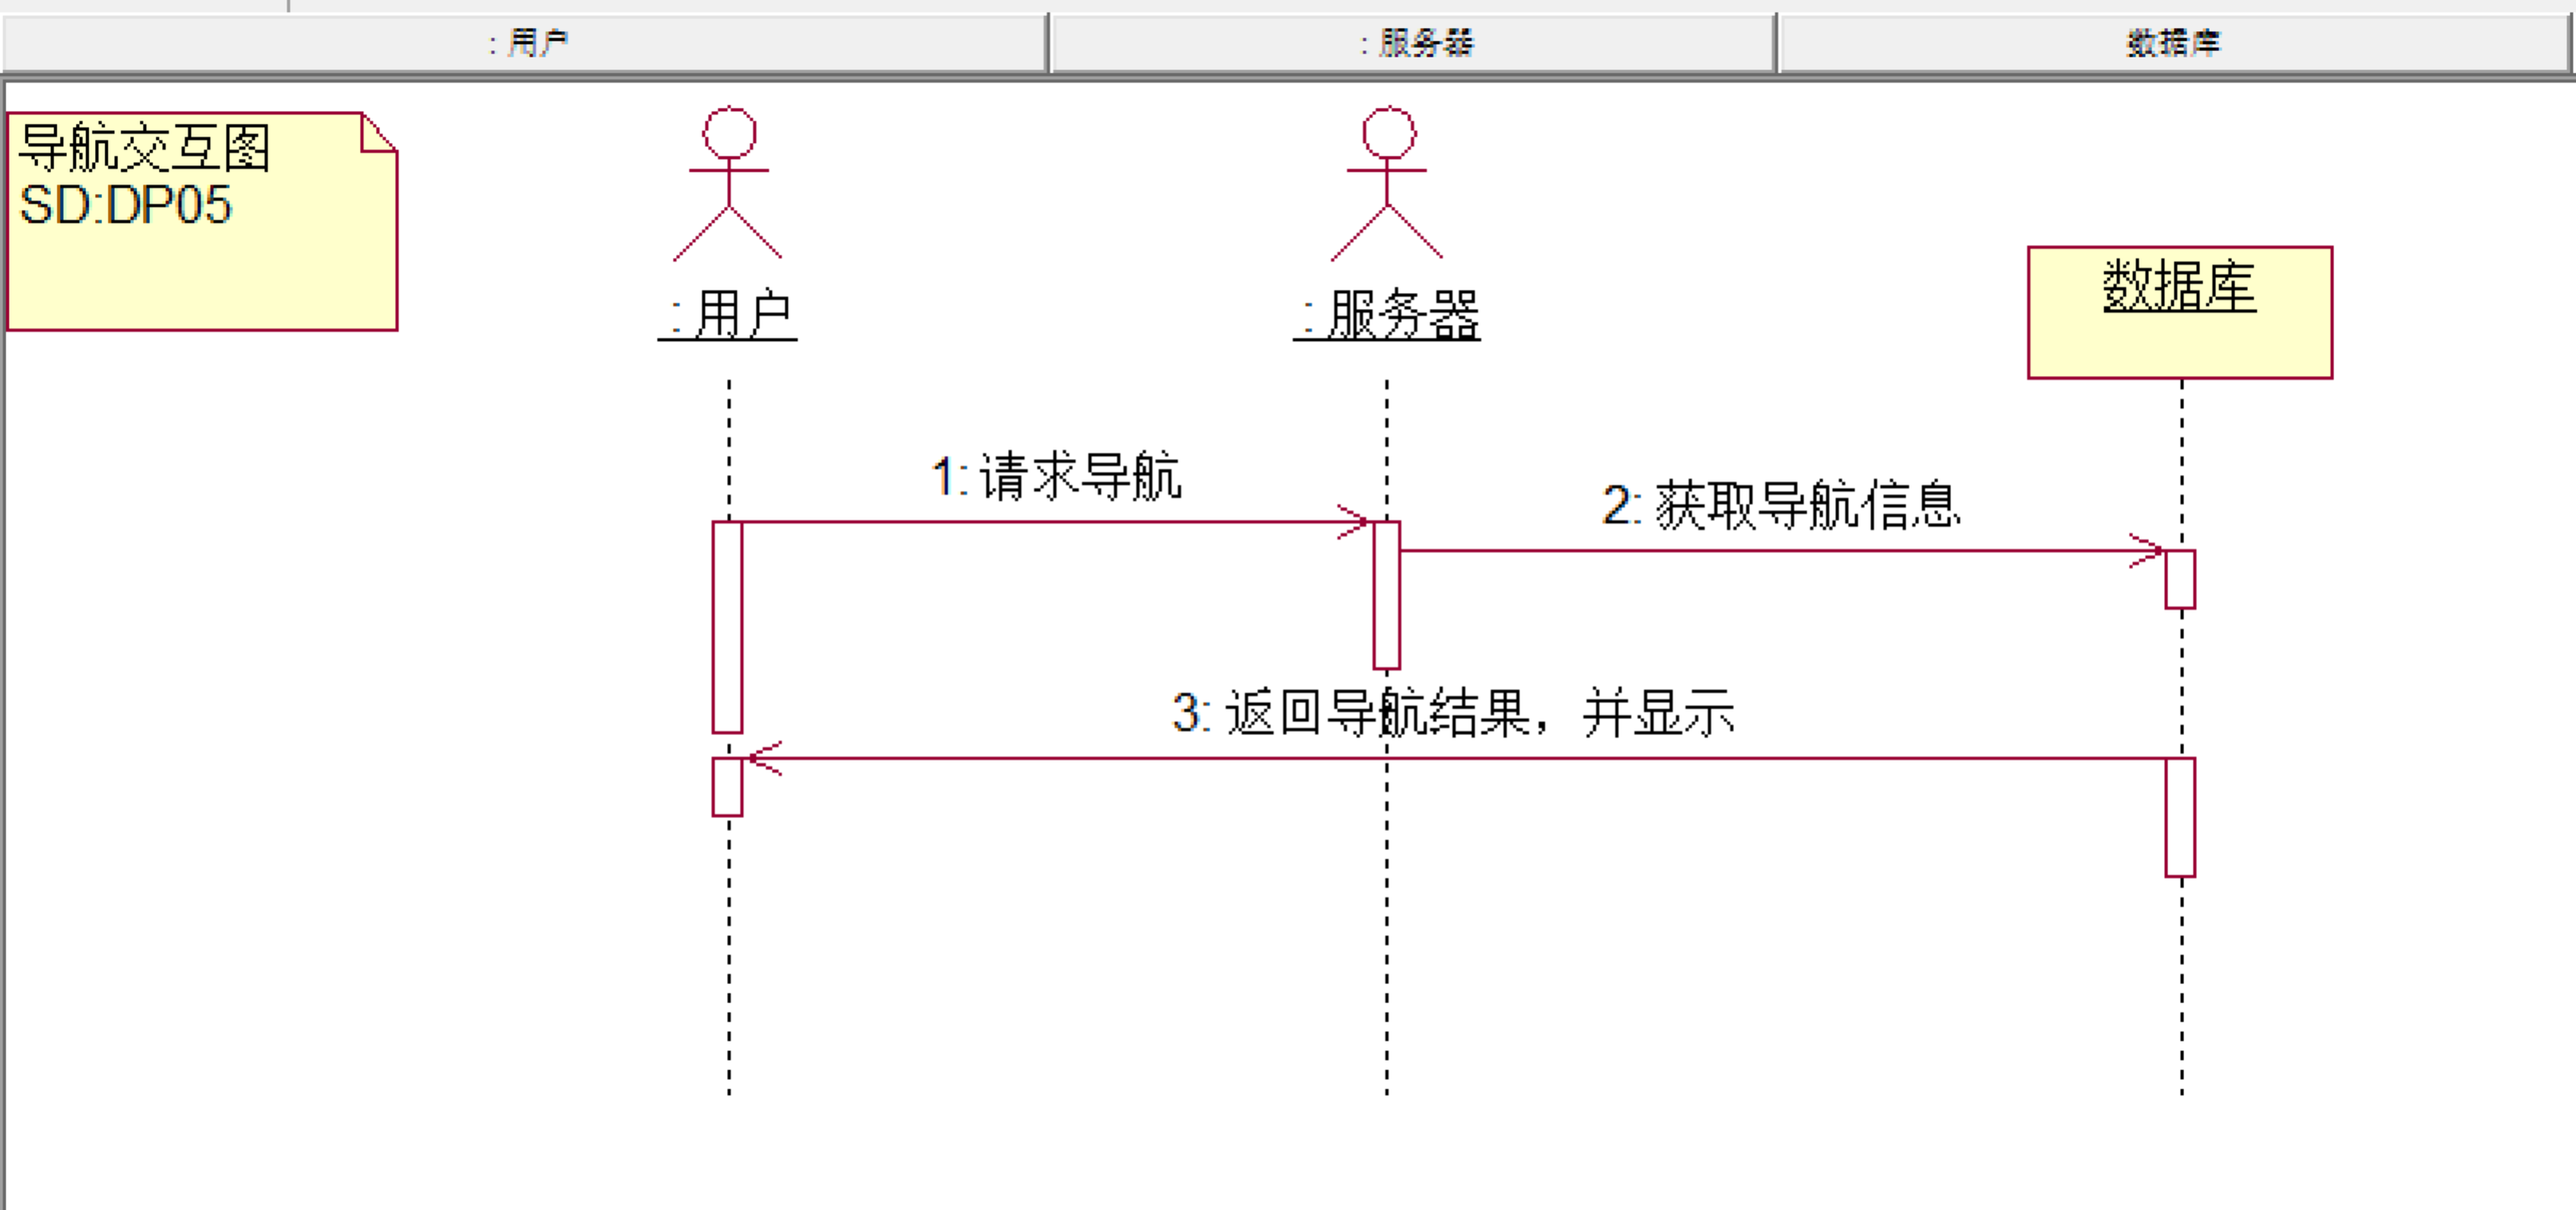 : 用户
: 服务器
数据库
导航交互图
SD:DP05
: 用户
: 服务器
数据库
1: 请求导航
2: 获取导航信息
3: 返回导航结果，并显示